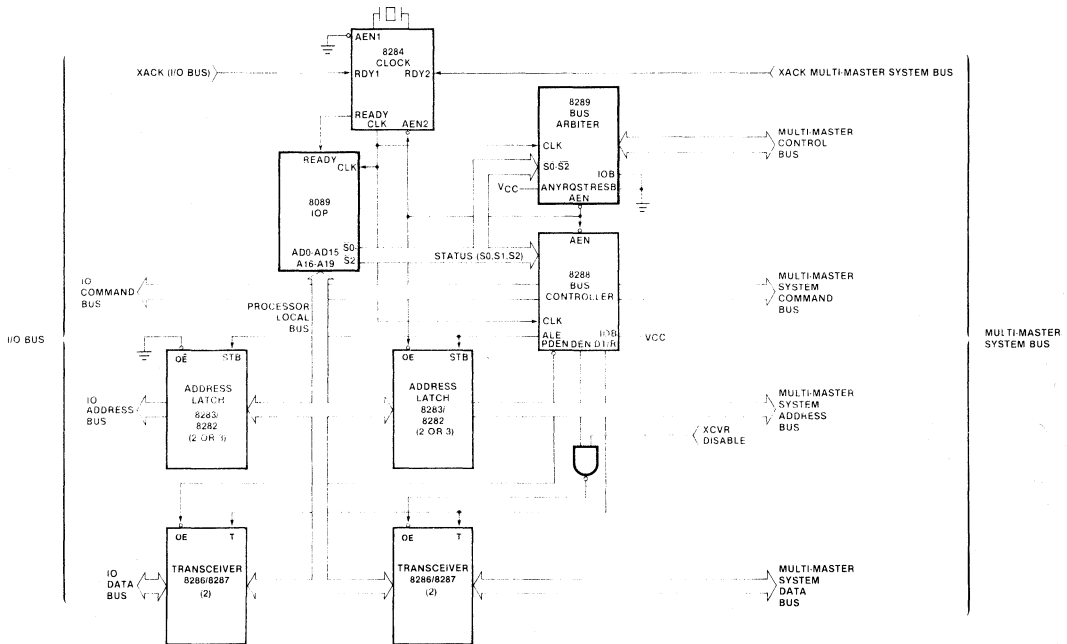 AEN1
8284
CLOCK
XACK (I/O BUS)
RDY1 RDY2
XACK MULTI-MASTER SYSTEM BUS
READY
CLK AEN2
8289
BUS
ARBITER
CLK
S0-S2
IOB
VCC
ANYRQST RESB
AEN
MULTI-MASTER
CONTROL
BUS
READY
CLK
8089
IOP
AD0-AD15
A16-A19
S0-
S2
STATUS (S0,S1,S2)
AEN
8288
BUS
CONTROLLER
CLK
ALE
IOB
PDEN DEN DT/R
VCC
IO
COMMAND
BUS
PROCESSOR
LOCAL
BUS
MULTI-MASTER
SYSTEM
COMMAND
BUS
I/O BUS
MULTI-MASTER
SYSTEM BUS
OE STB
ADDRESS
LATCH
8283/
8282
(2 OR 3)
OE STB
ADDRESS
LATCH
8283/
8282
(2 OR 3)
IO
ADDRESS
BUS
MULTI-MASTER
SYSTEM
ADDRESS
BUS
XCVR
DISABLE
OE T
TRANSCEIVER
8286/8287
(2)
OE T
TRANSCEIVER
8286/8287
(2)
IO
DATA
BUS
MULTI-MASTER
SYSTEM
DATA
BUS